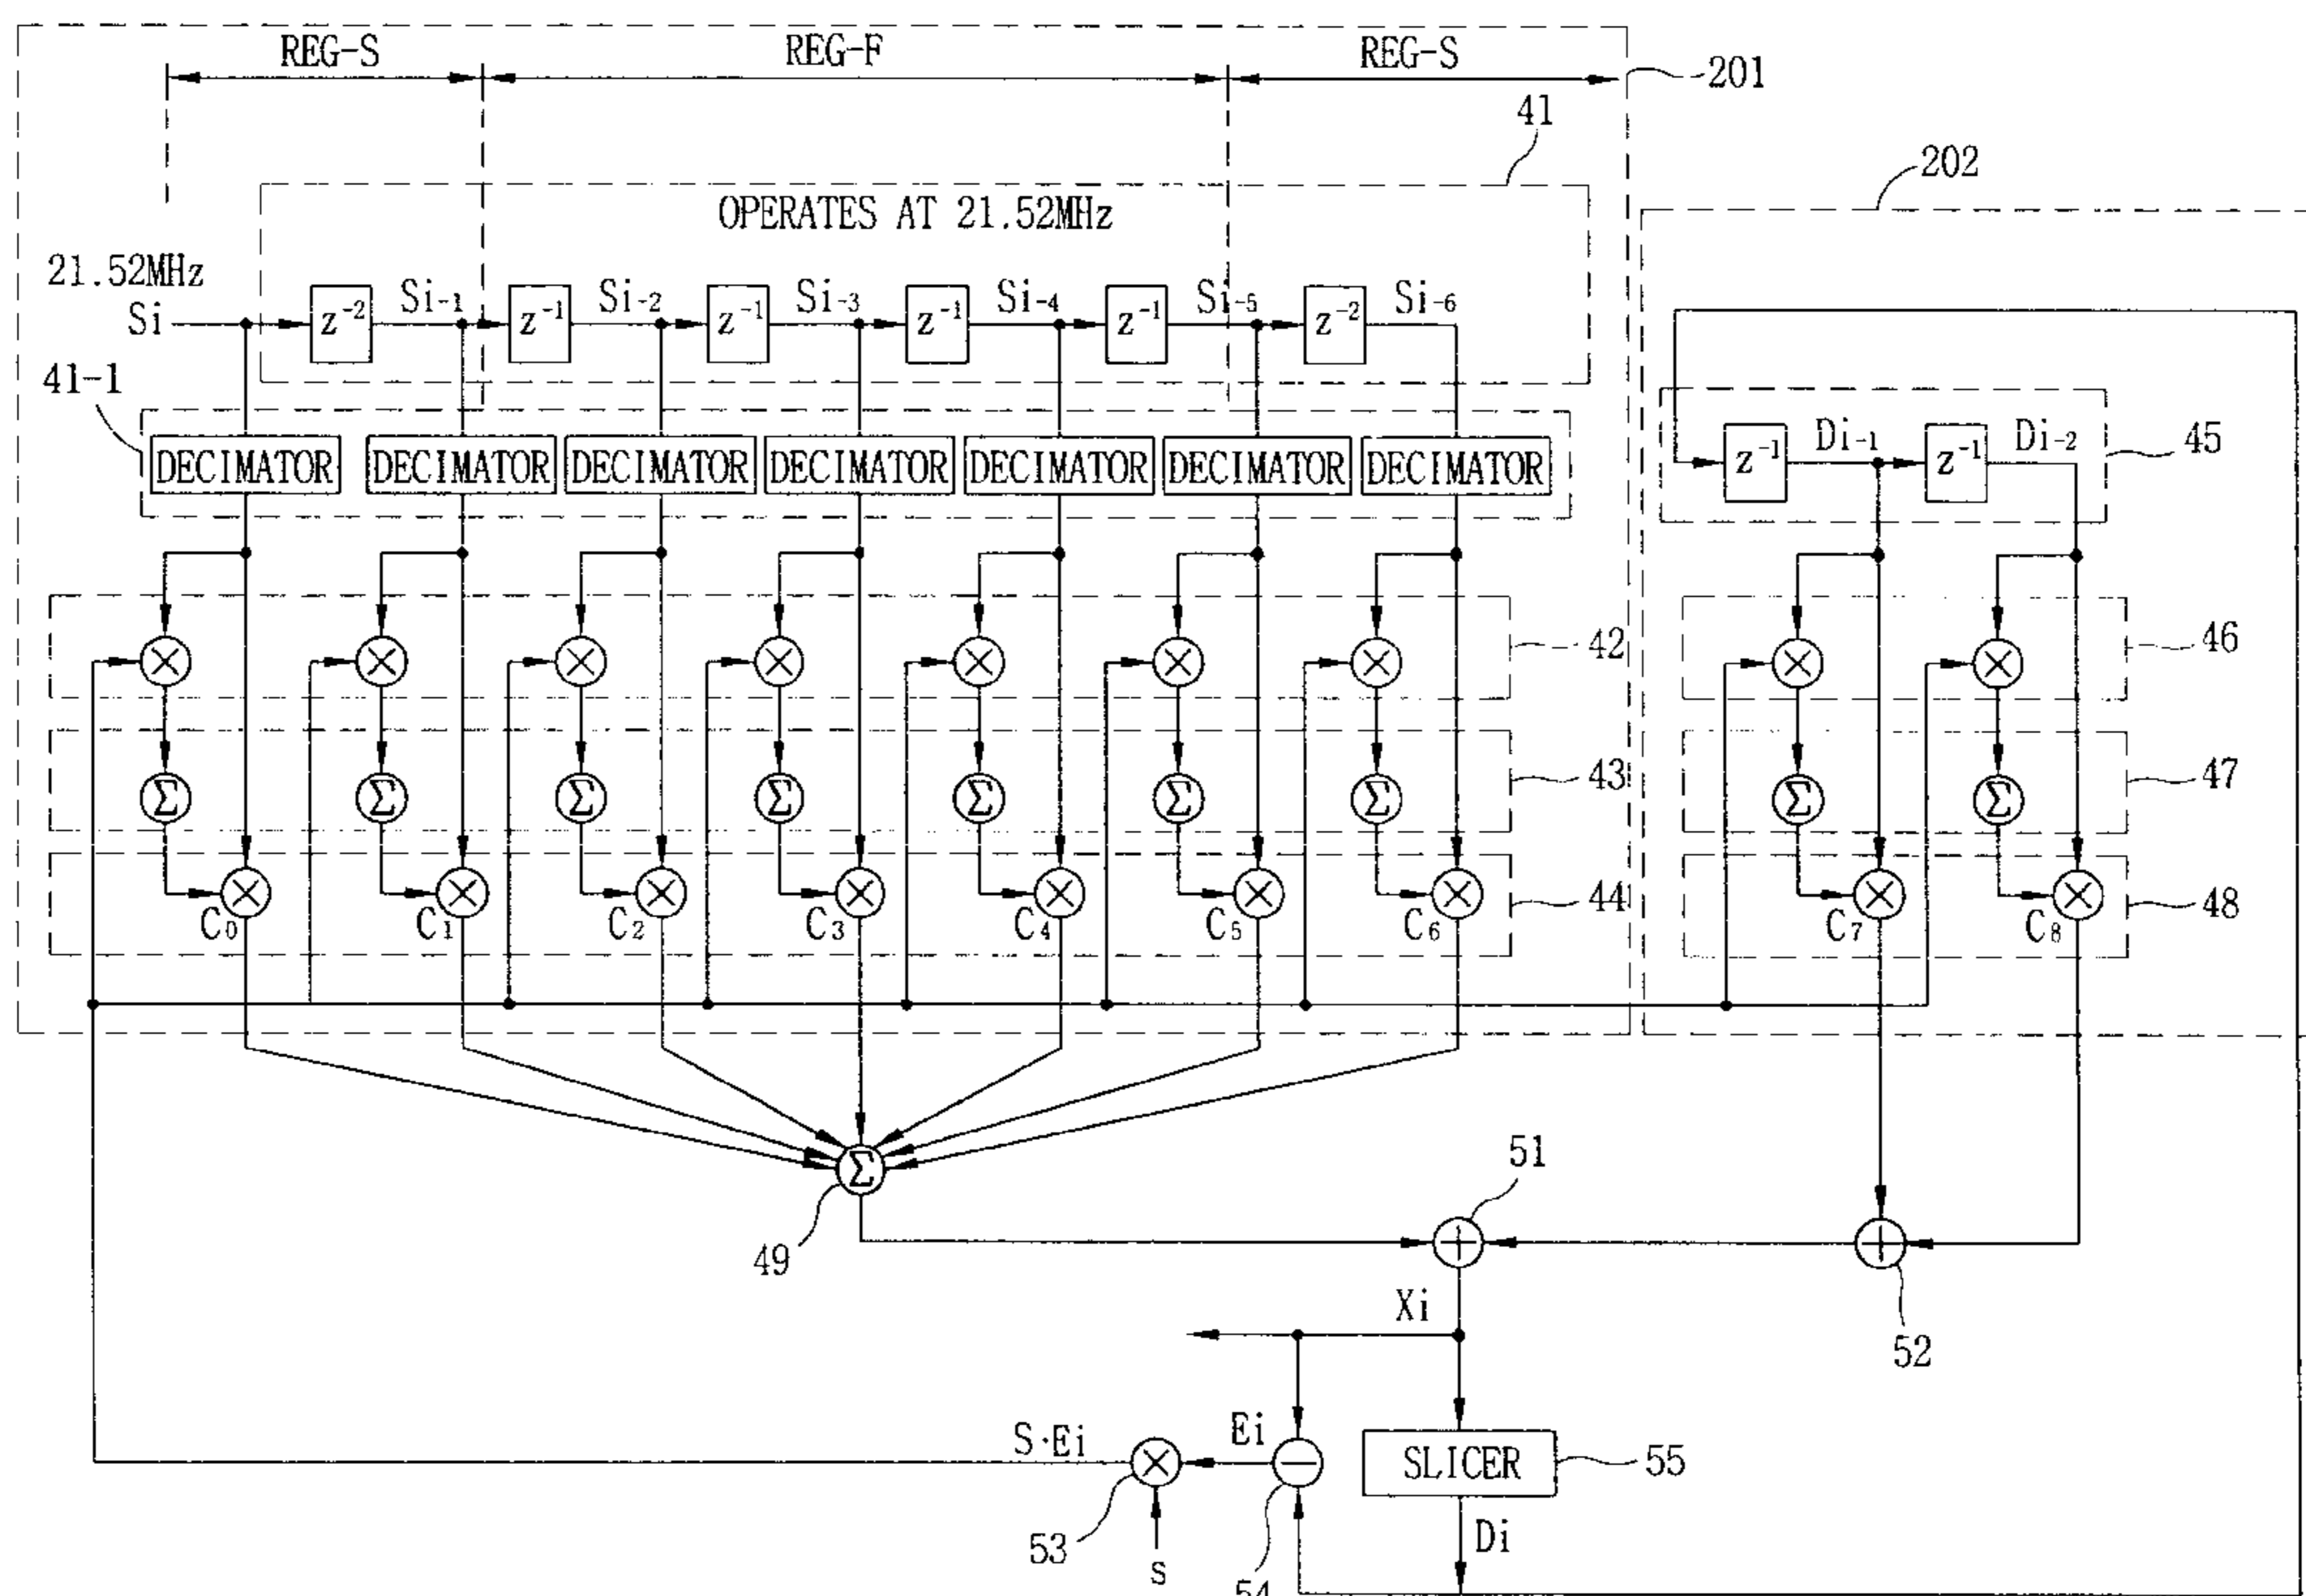 REG-S REG-F REG-S
201
41
202
OPERATES AT 21.52MHz
21.52MHz
Si z⁻² Si-1 z⁻¹ Si-2 z⁻¹ Si-3 z⁻¹ Si-4 z⁻¹ Si-5 z⁻² Si-6
41-1
DECIMATOR DECIMATOR DECIMATOR DECIMATOR DECIMATOR DECIMATOR DECIMATOR
z⁻¹ Di-1 z⁻¹ Di-2 45
× × × × × × × 42 × × 46
Σ Σ Σ Σ Σ Σ Σ 43 Σ Σ 47
× × × × × × × 44 × × 48
C₀ C₁ C₂ C₃ C₄ C₅ C₆ C₇ C₈
Σ
49
51
+ +
52
Xi
S·Ei × Ei − SLICER 55
53
s
54
Di